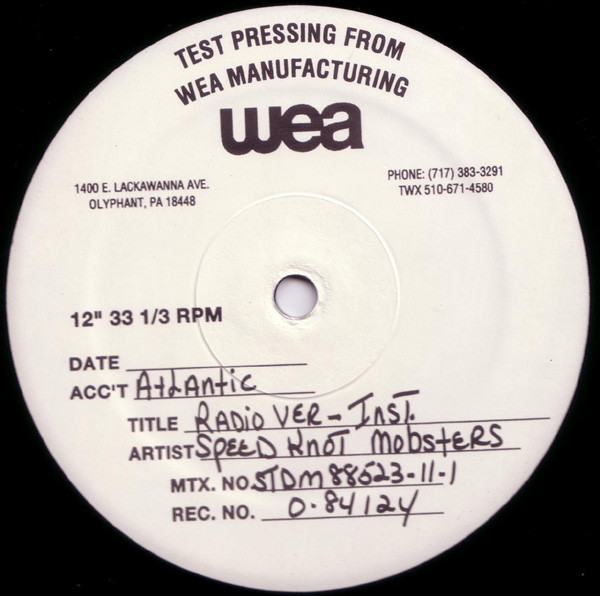 TEST PRESSING FROM
WEA MANUFACTURING
wea
1400 E. LACKAWANNA AVE.
OLYPHANT, PA 18448
PHONE: (717) 383-3291
TWX 510-671-4580
12" 33 1/3 RPM
DATE
ACC'T Atlantic
TITLE RADIO VER - INST.
ARTIST SPEED KNOT MobstERS
MTX. NO. STDM88523-11-1
REC. NO. 0-84124